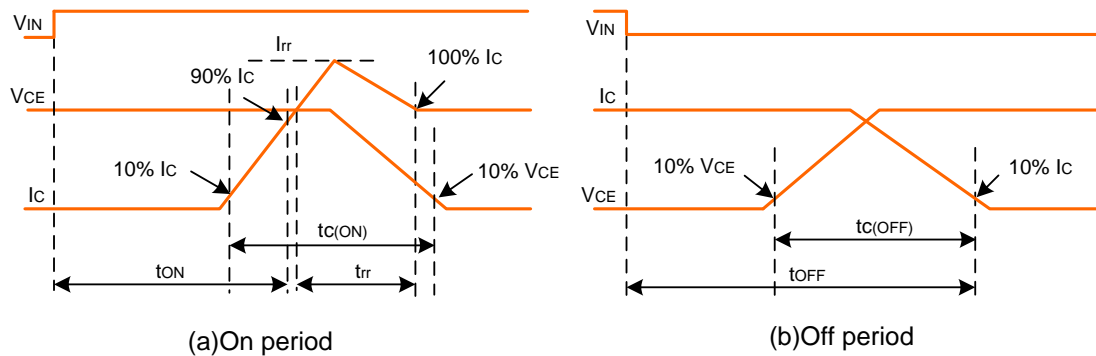 VIN
Irr
90% IC
100% IC
VCE
10% IC
10% VCE
IC
tC(ON)
tON
trr
(a)On period
VIN
IC
10% VCE
10% IC
VCE
tC(OFF)
tOFF
(b)Off period